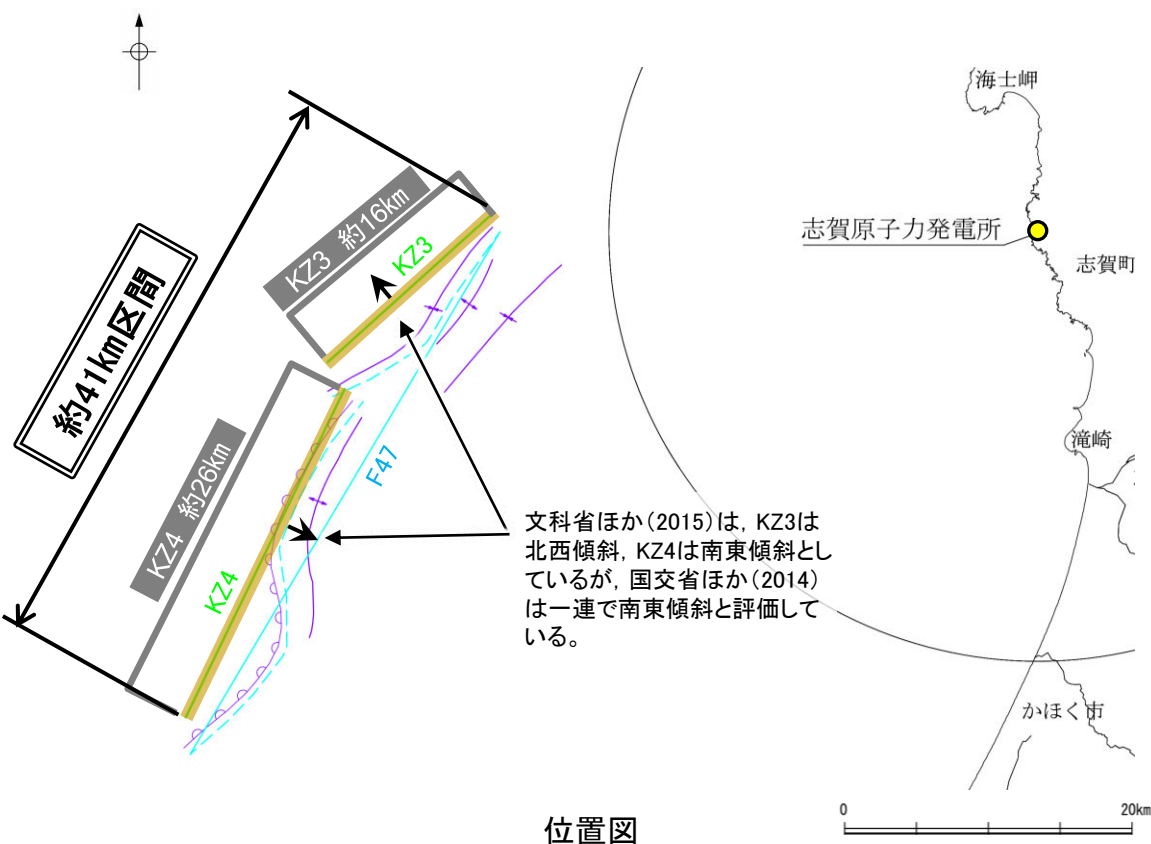 海士岬
志賀原子力発電所
志賀町
滝崎
かほく市
約41km区間
KZ3 約16km
KZ3
KZ4 約26km
KZ4
F47
文科省ほか（2015）は，KZ3は
北西傾斜，KZ4は南東傾斜とし
ているが，国交省ほか（2014）
は一連で南東傾斜と評価して
いる。
位置図
0
20km